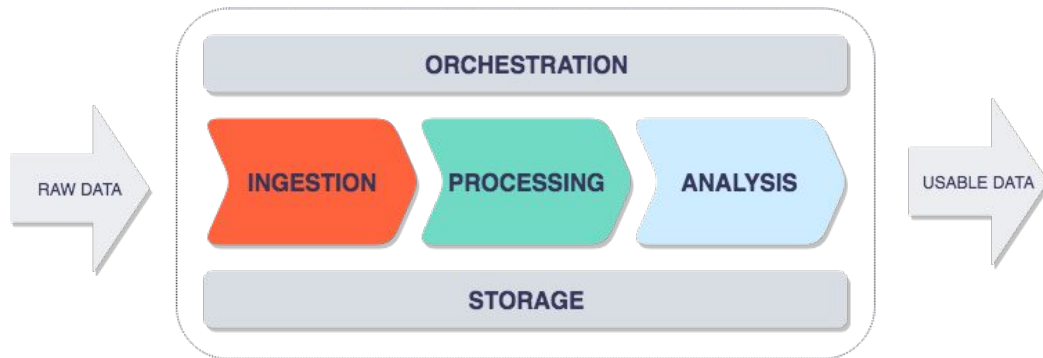 ORCHESTRATION
RAW DATA
INGESTION
PROCESSING
ANALYSIS
USABLE DATA
STORAGE